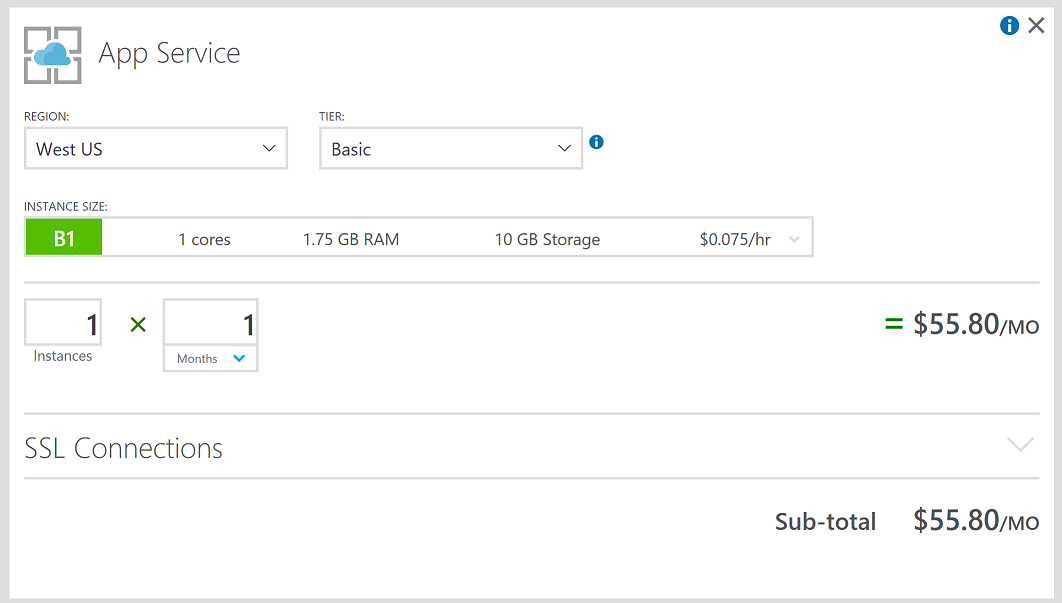 App Service
REGION: TIER:
West US Basic
INSTANCE SIZE:
B1 1 cores 1.75 GB RAM 10 GB Storage $0.075/hr
1 × 1 = $55.80/MO
Instances Months
SSL Connections
Sub-total $55.80/MO